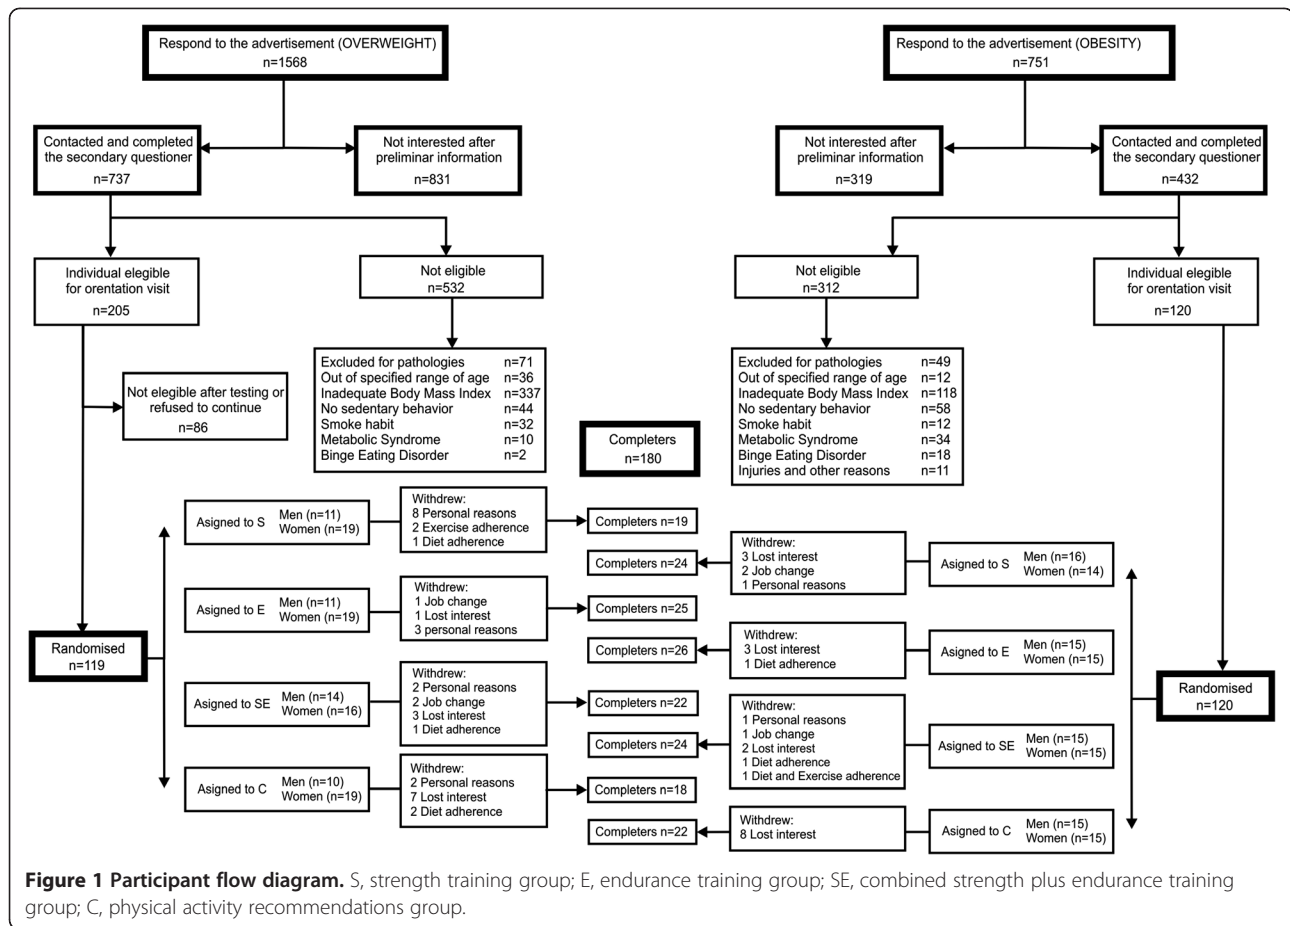 Respond to the advertisement (OVERWEIGHT)
n=1568
Respond to the advertisement (OBESITY)
n=751
Contacted and completed
the secondary questioner
n=737
Not interested after
preliminar information
n=831
Not interested after
preliminar information
n=319
Contacted and completed
the secondary questioner
n=432
Individual elegible
for orentation visit
n=205
Not eligible
n=532
Not eligible
n=312
Individual elegible
for orentation visit
n=120
Excluded for pathologies n=71
Out of specified range of age n=36
Inadequate Body Mass Index n=337
No sedentary behavior n=44
Smoke habit n=32
Metabolic Syndrome n=10
Binge Eating Disorder n=2
Excluded for pathologies n=49
Out of specified range of age n=12
Inadequate Body Mass Index n=118
No sedentary behavior n=58
Smoke habit n=12
Metabolic Syndrome n=34
Binge Eating Disorder n=18
Injuries and other reasons n=11
Not elegible after testing or
refused to continue
n=86
Completers
n=180
Randomised
n=119
Asigned to S
Men (n=11)
Women (n=19)
Withdrew:
8 Personal reasons
2 Exercise adherence
1 Diet adherence
Completers n=19
Asigned to E
Men (n=11)
Women (n=19)
Withdrew:
1 Job change
1 Lost interest
3 personal reasons
Completers n=25
Asigned to SE
Men (n=14)
Women (n=16)
Withdrew:
2 Personal reasons
2 Job change
3 Lost interest
1 Diet adherence
Completers n=22
Asigned to C
Men (n=10)
Women (n=19)
Withdrew:
2 Personal reasons
7 Lost interest
2 Diet adherence
Completers n=18
Completers n=24
Withdrew:
3 Lost interest
2 Job change
1 Personal reasons
Asigned to S
Men (n=16)
Women (n=14)
Completers n=26
Withdrew:
3 Lost interest
1 Diet adherence
Asigned to E
Men (n=15)
Women (n=15)
Completers n=24
Withdrew:
1 Personal reasons
1 Job change
2 Lost interest
1 Diet adherence
1 Diet and Exercise adherence
Asigned to SE
Men (n=15)
Women (n=15)
Completers n=22
Withdrew:
8 Lost interest
Asigned to C
Men (n=15)
Women (n=15)
Randomised
n=120
Figure 1 Participant flow diagram. S, strength training group; E, endurance training group; SE, combined strength plus endurance training
group; C, physical activity recommendations group.